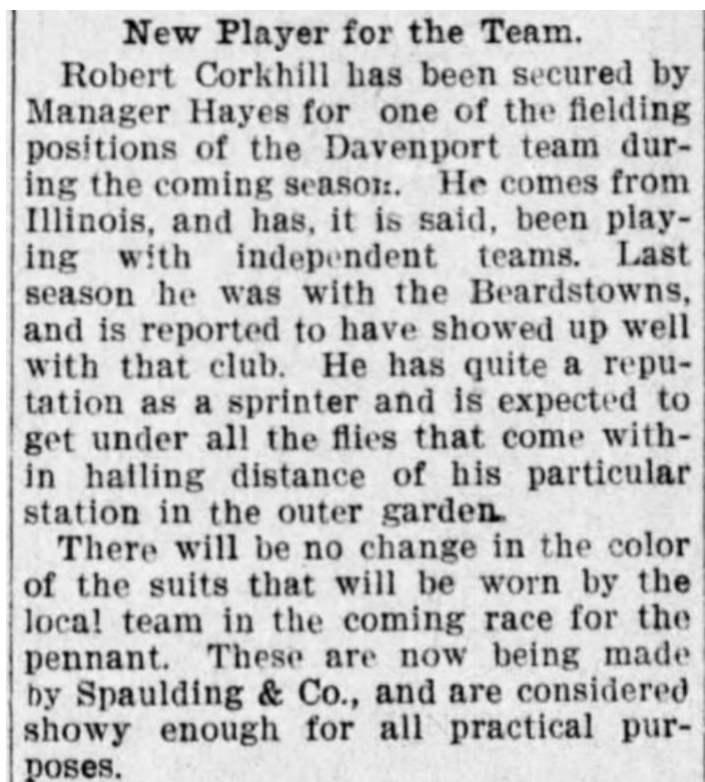 New Player for the Team.
Robert Corkhill has been secured by
Manager Hayes for one of the fielding
positions of the Davenport team dur-
ing the coming season. He comes from
Illinois, and has, it is said, been play-
ing with independent teams. Last
season he was with the Beardstowns,
and is reported to have showed up well
with that club. He has quite a repu-
tation as a sprinter and is expected to
get under all the flies that come with-
in hailing distance of his particular
station in the outer garden.
There will be no change in the color
of the suits that will be worn by the
local team in the coming race for the
pennant. These are now being made
by Spaulding & Co., and are considered
showy enough for all practical pur-
poses.